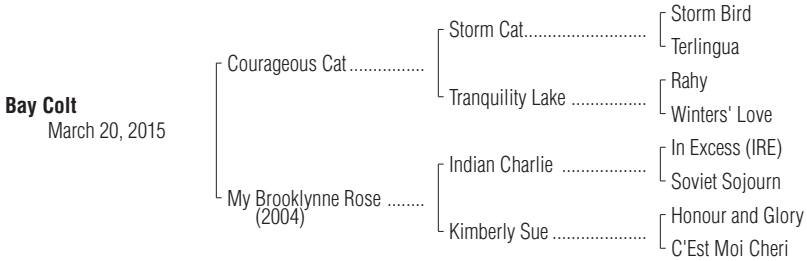 Storm Bird
Storm Cat..........................
Terlingua
Courageous Cat ................
Rahy
Tranquility Lake ................
Winters' Love
Bay Colt
March 20, 2015
In Excess (IRE)
Indian Charlie ..................
Soviet Sojourn
My Brooklynne Rose ........
(2004)
Honour and Glory
Kimberly Sue ....................
C'Est Moi Cheri